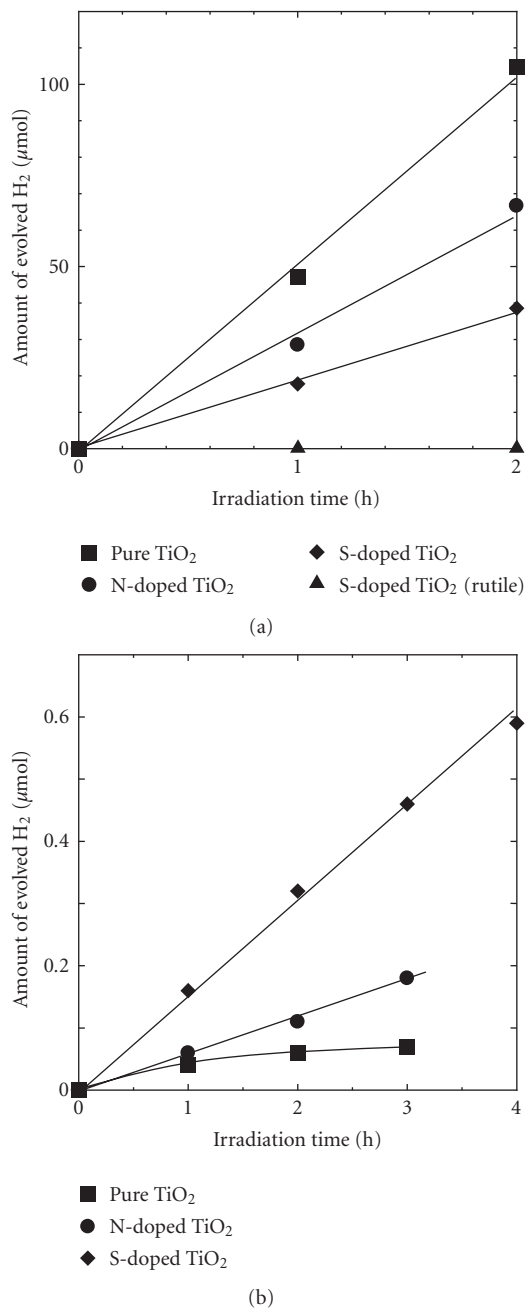 100
50
0
0
1
2
Amount of evolved H₂ (μmol)
Irradiation time (h)
Pure TiO₂
S-doped TiO₂
N-doped TiO₂
S-doped TiO₂ (rutile)
(a)
0.6
0.4
0.2
0
0
1
2
3
4
Amount of evolved H₂ (μmol)
Irradiation time (h)
Pure TiO₂
N-doped TiO₂
S-doped TiO₂
(b)